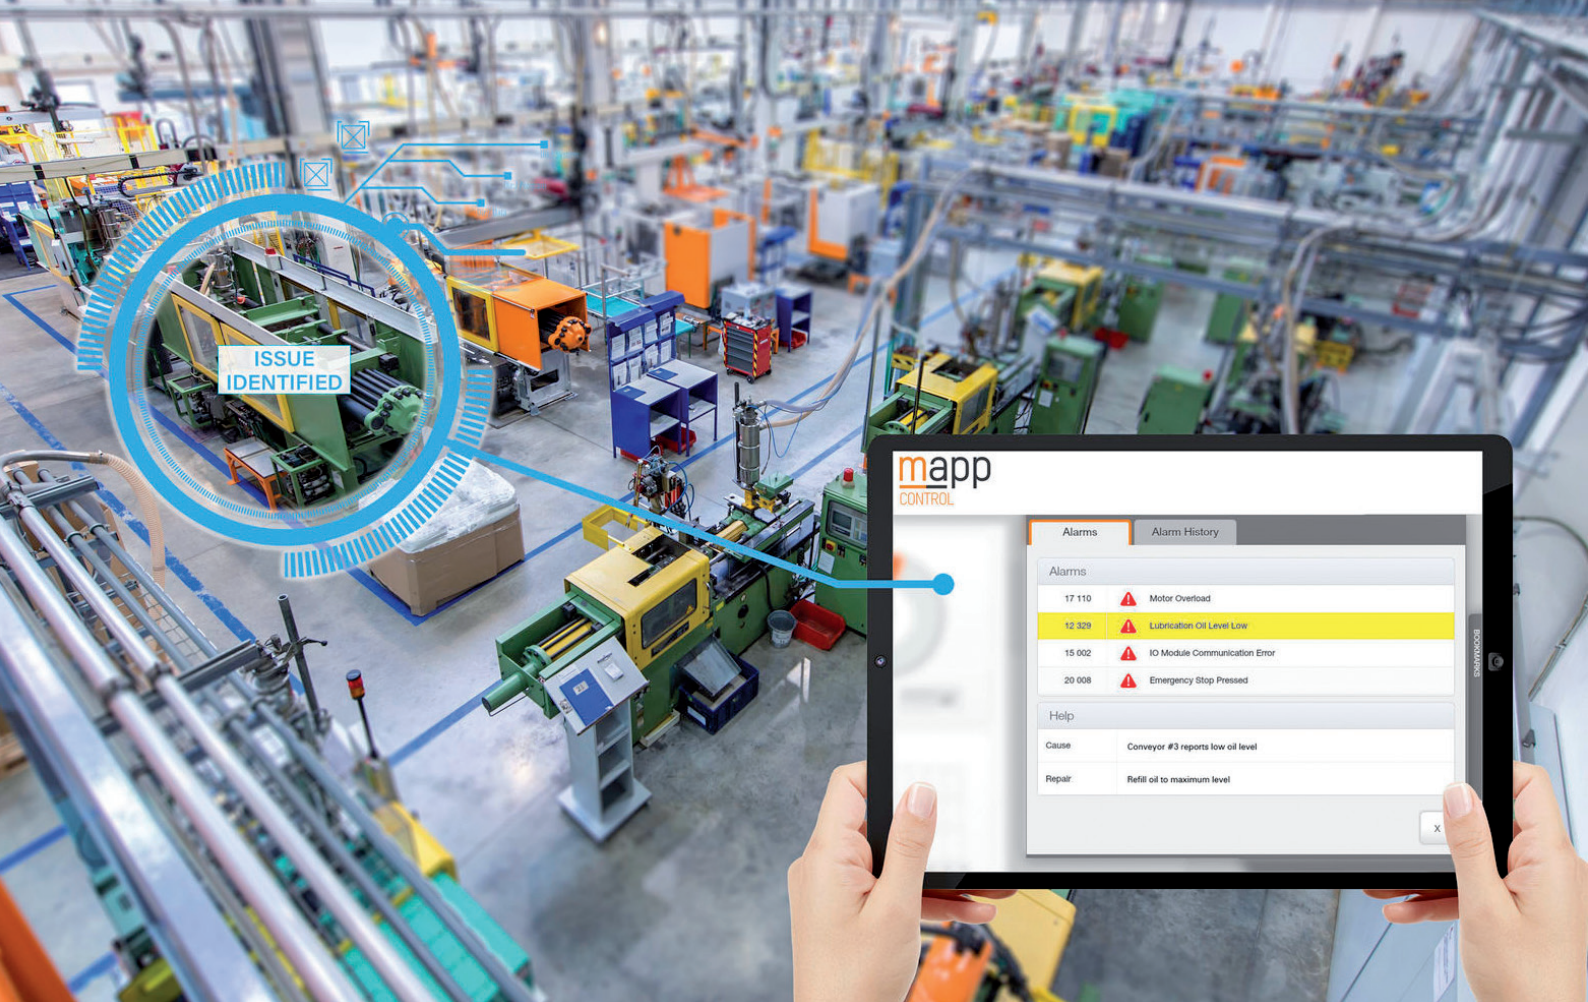 ISSUE
IDENTIFIED
mapp
CONTROL
Alarms Alarm History
Alarms
17 110 Motor Overload
12 329 Lubrication Oil Level Low
15 002 IO Module Communication Error
20 008 Emergency Stop Pressed
Help
Cause Conveyor #3 reports low oil level
Repair Refill oil to maximum level
X
BOOKMARKS